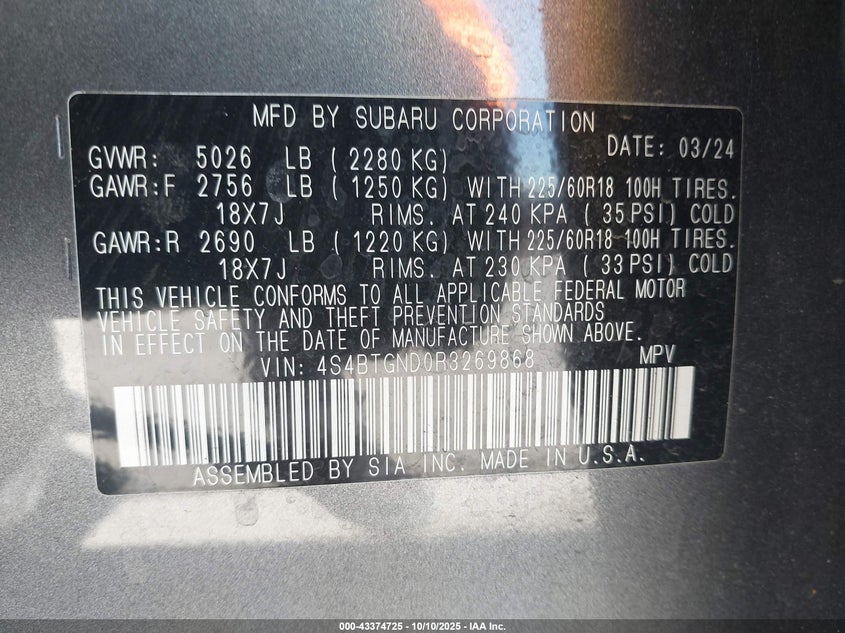 MFD BY SUBARU CORPORATION
GVWR: 5026 LB ( 2280 KG) DATE: 03/24
GAWR:F 2756 LB ( 1250 KG) WITH 225/60R18 100H TIRES.
18X7J RIMS. AT 240 KPA ( 35 PSI) COLD
GAWR:R 2690 LB ( 1220 KG) WITH 225/60R18 100H TIRES.
18X7J RIMS. AT 230 KPA ( 33 PSI) COLD
THIS VEHICLE CONFORMS TO ALL APPLICABLE FEDERAL MOTOR
VEHICLE SAFETY AND THEFT PREVENTION STANDARDS
IN EFFECT ON THE DATE OF MANUFACTURE SHOWN ABOVE.
VIN: 4S4BTGND0R3269868 MPV
ASSEMBLED BY SIA INC. MADE IN U.S.A.
000-43374725 - 10/10/2025 - IAA Inc.